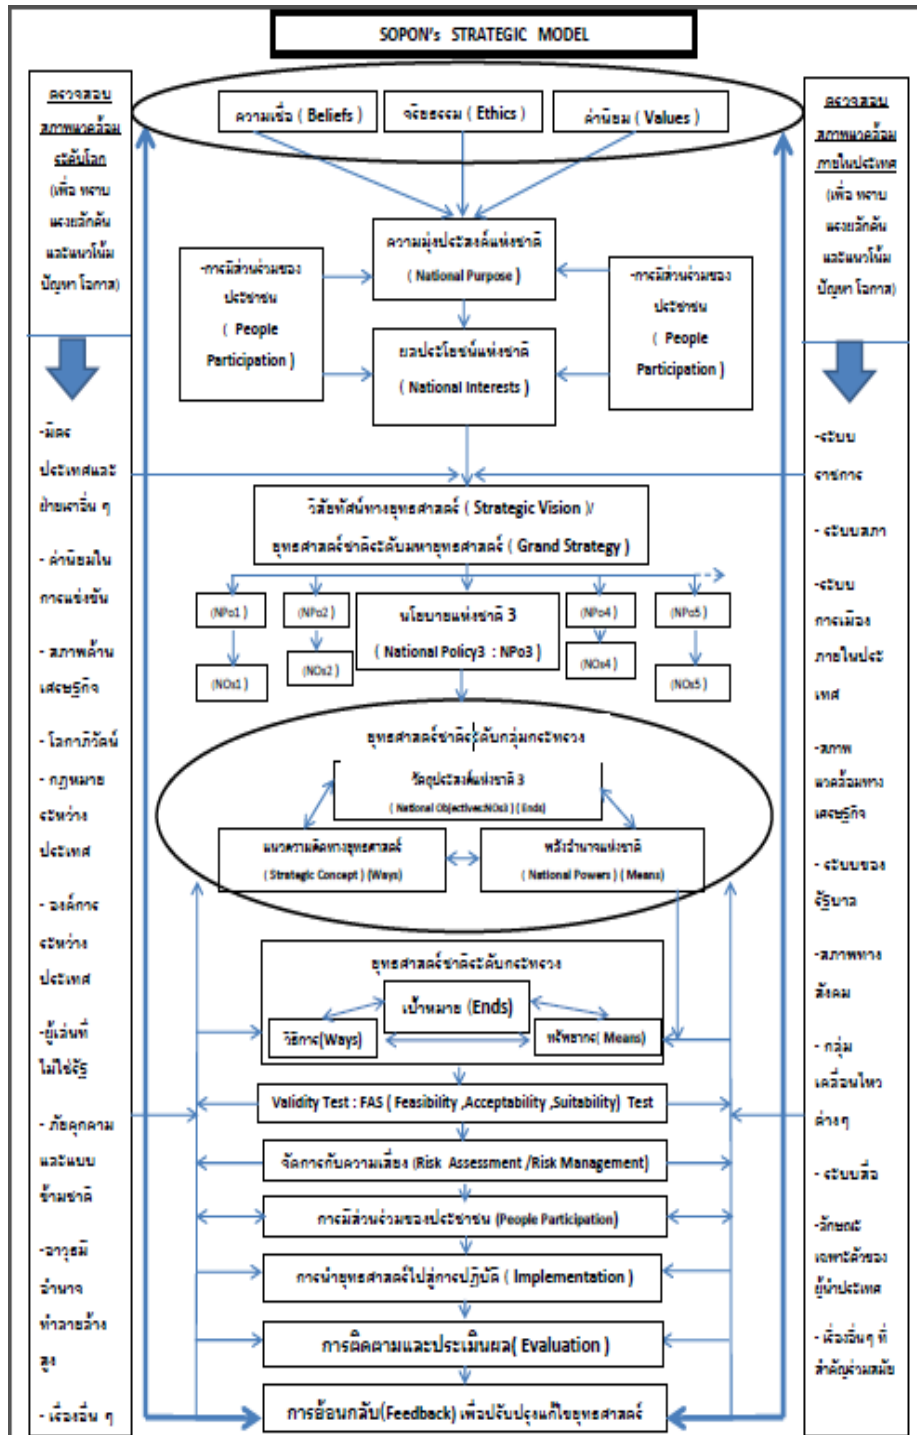 SOPON's STRATEGIC MODEL
ตรวจสอบ
สภาพแวดล้อม
ระดับโลก
(เพื่อ ทราบ
แรงผลักดัน
และแนวโน้ม
ปัญหา โอกาส)
-มิตร
ประเทศและ
ฝ่ายเราอื่น ๆ
- ค่านิยมใน
การแข่งขัน
- สภาพด้าน
เศรษฐกิจ
- โลกาภิวัตน์
- กฎหมาย
ระหว่าง
ประเทศ
- องค์การ
ระหว่าง
ประเทศ
-ผู้เล่นที่
ไม่ใช่รัฐ
- ภัยคุกคาม
และแบบ
ข้ามชาติ
-อาวุธมี
อำนาจ
ทำลายล้าง
สูง
- เรื่องอื่น ๆ
ความเชื่อ ( Beliefs )
จริยธรรม ( Ethics )
ค่านิยม ( Values )
ความมุ่งประสงค์แห่งชาติ
( National Purpose )
-การมีส่วนร่วมของ
ประชาชน
( People
Participation )
-การมีส่วนร่วมของ
ประชาชน
( People
Participation )
ผลประโยชน์แห่งชาติ
( National Interests )
วิสัยทัศน์ทางยุทธศาสตร์ ( Strategic Vision )/
ยุทธศาสตร์ชาติระดับมหายุทธศาสตร์ ( Grand Strategy )
(NPo1 )
(NPo2 )
นโยบายแห่งชาติ 3
( National Policy3 : NPo3 )
(NPo4 )
(NPo5 )
(NOs1 )
(NOs2 )
(NOs4 )
(NOs5 )
ยุทธศาสตร์ชาติระดับกลุ่มกระทรวง
วัตถุประสงค์แห่งชาติ 3
( National Objectives:NOs3 ) ( Ends)
แนวความคิดทางยุทธศาสตร์
( Strategic Concept ) (Ways)
พลังอำนาจแห่งชาติ
( National Powers ) ( Means)
ยุทธศาสตร์ชาติระดับกระทรวง
เป้าหมาย (Ends)
วิธีการ(Ways)
ทรัพยากร( Means)
Validity Test : FAS ( Feasibility ,Acceptability ,Suitability) Test
จัดการกับความเสี่ยง (Risk Assessment /Risk Management)
การมีส่วนร่วมของประชาชน (People Participation)
การนำยุทธศาสตร์ไปสู่การปฏิบัติ ( Implementation )
การติดตามและประเมินผล( Evaluation )
การย้อนกลับ(Feedback) เพื่อปรับปรุงแก้ไขยุทธศาสตร์
ตรวจสอบ
สภาพแวดล้อม
ภายในประเทศ
(เพื่อ ทราบ
แรงผลักดัน
และแนวโน้ม
ปัญหา โอกาส)
-ระบบ
ราชการ
- ระบบสภา
-ระบบ
การเมือง
ภายในประ
เทศ
-สภาพ
แวดล้อมทาง
เศรษฐกิจ
- ระบบของ
รัฐบาล
-สภาพทาง
สังคม
- กลุ่ม
เคลื่อนไหว
ต่างๆ
- ระบบสื่อ
-ลักษณะ
เฉพาะตัวของ
ผู้นำประเทศ
- เรื่องอื่นๆ ที่
สำคัญร่วมสมัย